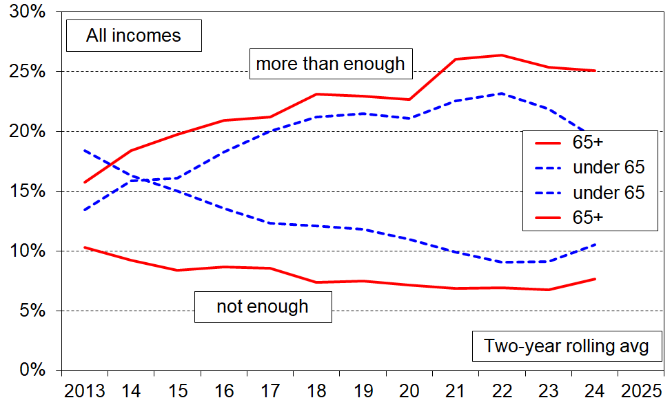 30%
All incomes
more than enough
25%
20%
65+
under 65
15%
under 65
65+
10%
not enough
5%
Two-year rolling avg
0%
2013 14 15 16 17 18 19 20 21 22 23 24 2025